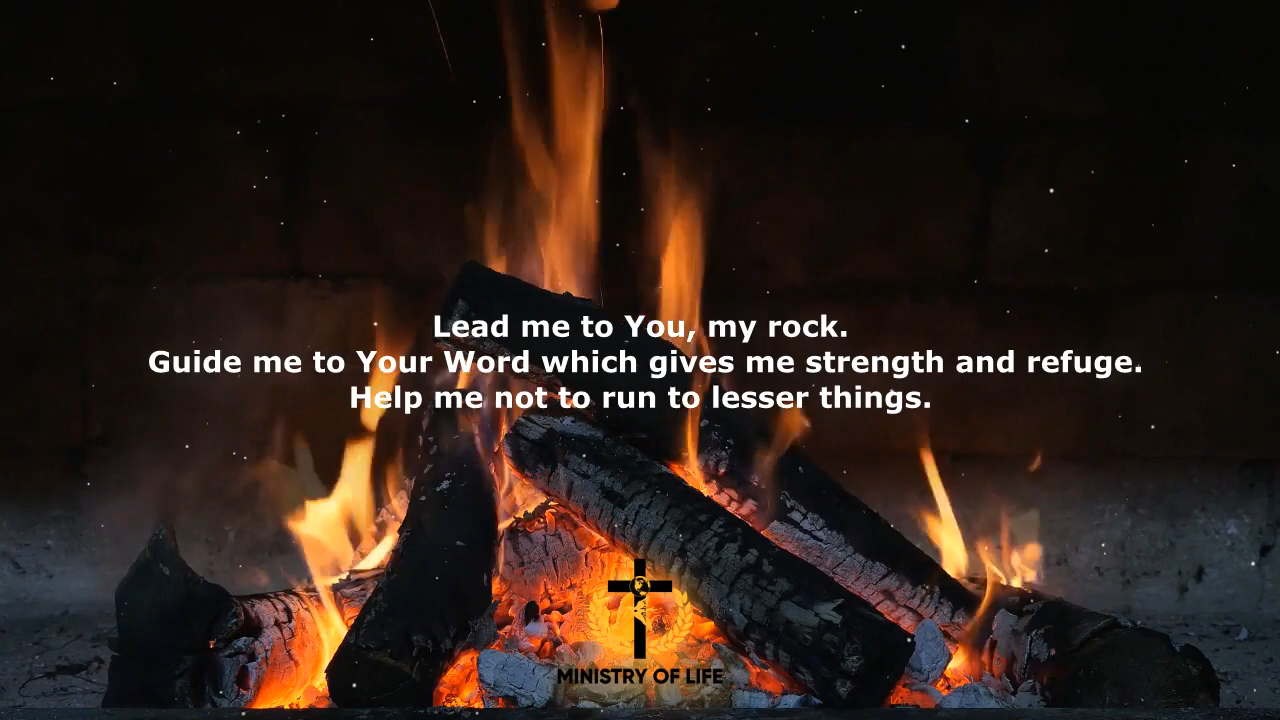 Lead me to You, my rock.
Guide me to Your Word which gives me strength and refuge.
Help me not to run to lesser things.
MINISTRY OF LIFE